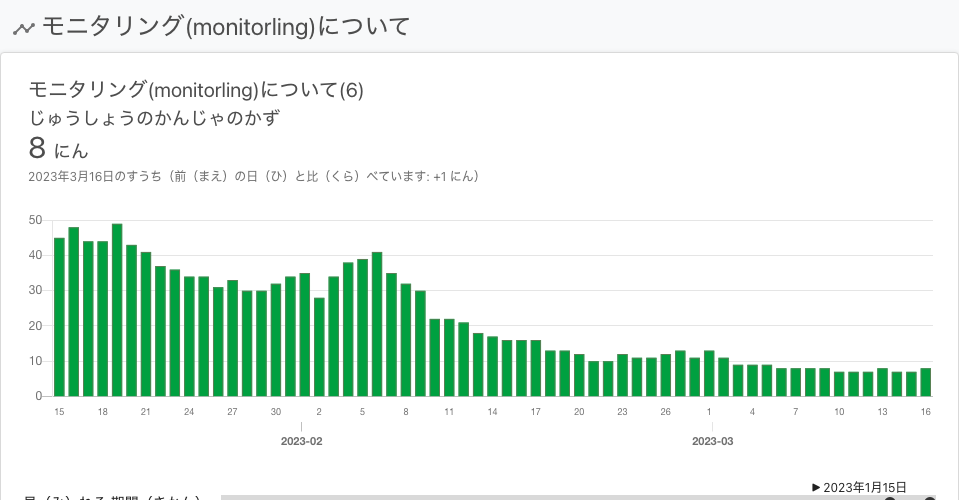 モニタリング(monitorling)について
モニタリング(monitorling)について(6)
じゅうしょうのかんじゃのかず
8 にん
2023年3月16日のすうち（前（まえ）の日（ひ）と比（くら）べています: +1 にん）
50
40
30
20
10
0
15 18 21 24 27 30 2 5 8 11 14 17 20 23 26 1 4 7 10 13 16
2023-02 2023-03
2023年1月15日